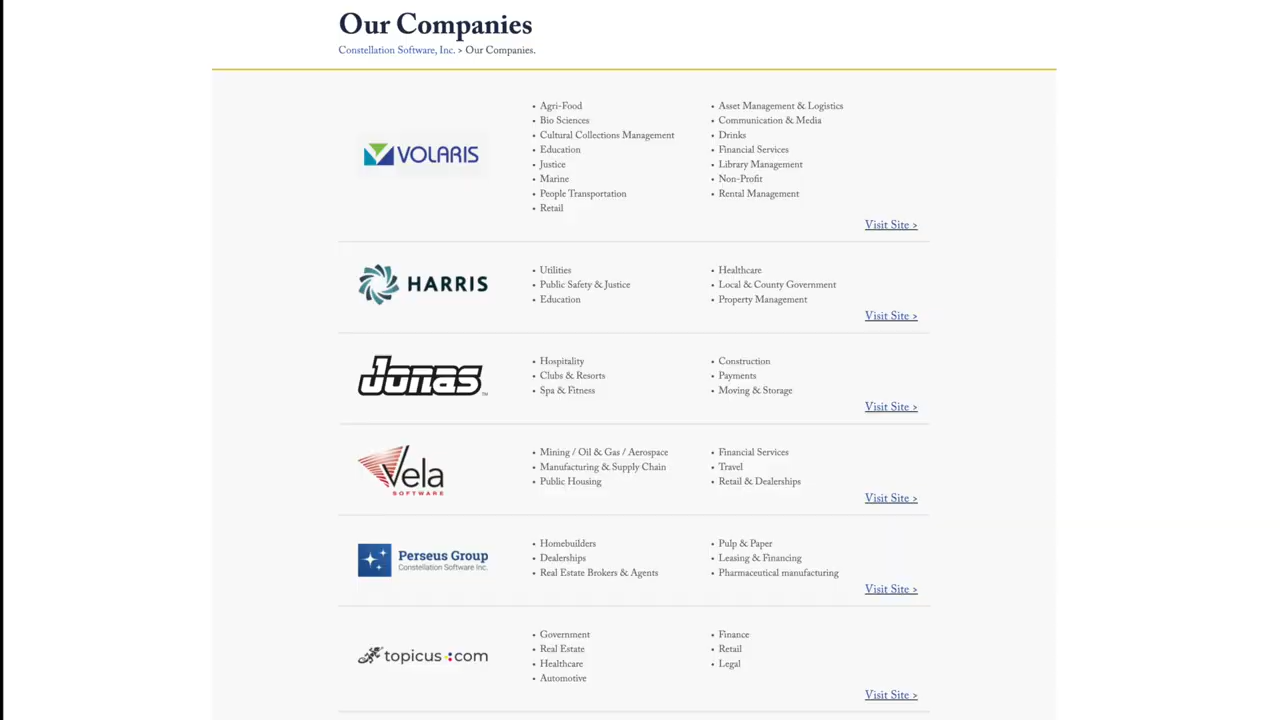 Our Companies
Constellation Software, Inc. > Our Companies.
VOLARIS
• Agri-Food
• Bio Sciences
• Cultural Collections Management
• Education
• Justice
• Marine
• People Transportation
• Retail
• Asset Management & Logistics
• Communication & Media
• Drinks
• Financial Services
• Library Management
• Non-Profit
• Rental Management
Visit Site >
HARRIS
• Utilities
• Public Safety & Justice
• Education
• Healthcare
• Local & County Government
• Property Management
Visit Site >
Jonas™
• Hospitality
• Clubs & Resorts
• Spa & Fitness
• Construction
• Payments
• Moving & Storage
Visit Site >
Vela
SOFTWARE
• Mining / Oil & Gas / Aerospace
• Manufacturing & Supply Chain
• Public Housing
• Financial Services
• Travel
• Retail & Dealerships
Visit Site >
Perseus Group
Constellation Software Inc.
• Homebuilders
• Dealerships
• Real Estate Brokers & Agents
• Pulp & Paper
• Leasing & Financing
• Pharmaceutical manufacturing
Visit Site >
topicus:com
• Government
• Real Estate
• Healthcare
• Automotive
• Finance
• Retail
• Legal
Visit Site >